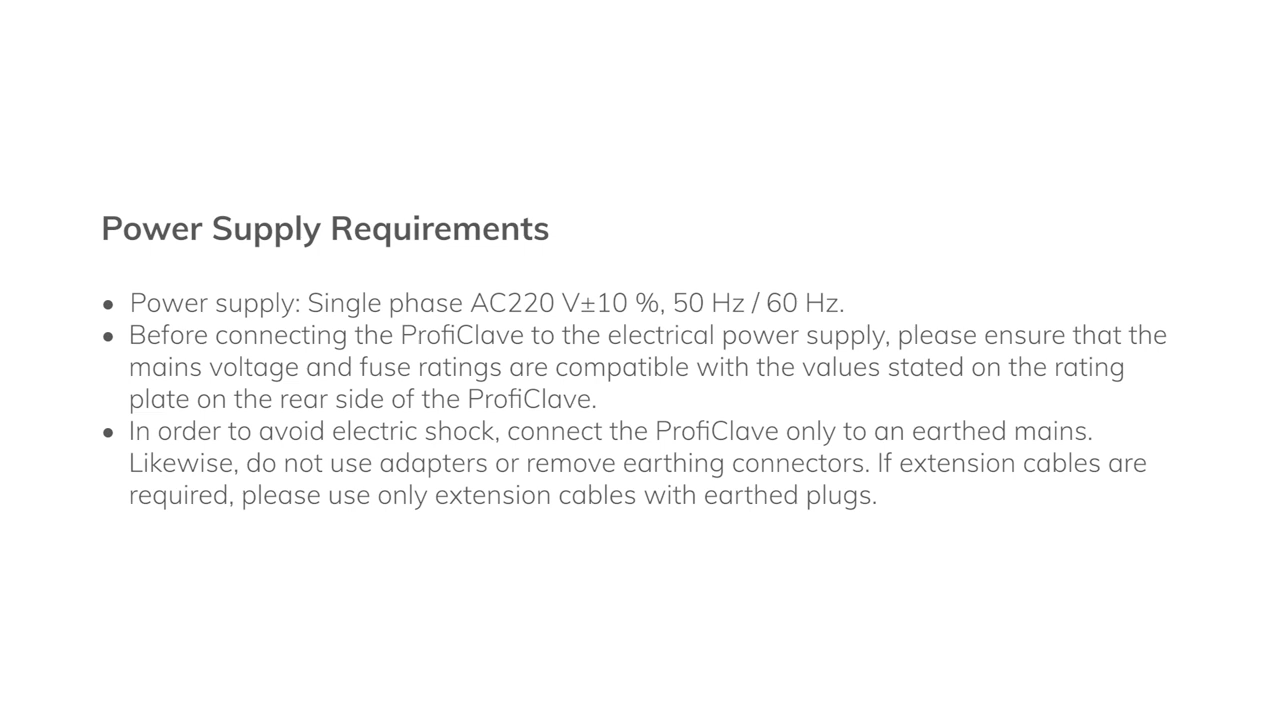 Power Supply Requirements
• Power supply: Single phase AC220 V±10 %, 50 Hz / 60 Hz.
• Before connecting the ProfiClave to the electrical power supply, please ensure that the
mains voltage and fuse ratings are compatible with the values stated on the rating
plate on the rear side of the ProfiClave.
• In order to avoid electric shock, connect the ProfiClave only to an earthed mains.
Likewise, do not use adapters or remove earthing connectors. If extension cables are
required, please use only extension cables with earthed plugs.